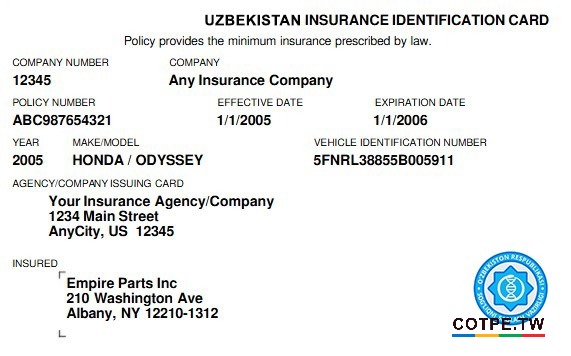 UZBEKISTAN INSURANCE IDENTIFICATION CARD
Policy provides the minimum insurance prescribed by law.
COMPANY NUMBER COMPANY
12345 Any Insurance Company
POLICY NUMBER EFFECTIVE DATE EXPIRATION DATE
ABC987654321 1/1/2005 1/1/2006
YEAR MAKE/MODEL VEHICLE IDENTIFICATION NUMBER
2005 HONDA / ODYSSEY 5FNRL38855B005911
AGENCY/COMPANY ISSUING CARD
Your Insurance Agency/Company
1234 Main Street
AnyCity, US 12345
INSURED
Empire Parts Inc
210 Washington Ave
Albany, NY 12210-1312
O'ZBEKISTON RESPUBLIKASI
COTPE.TW